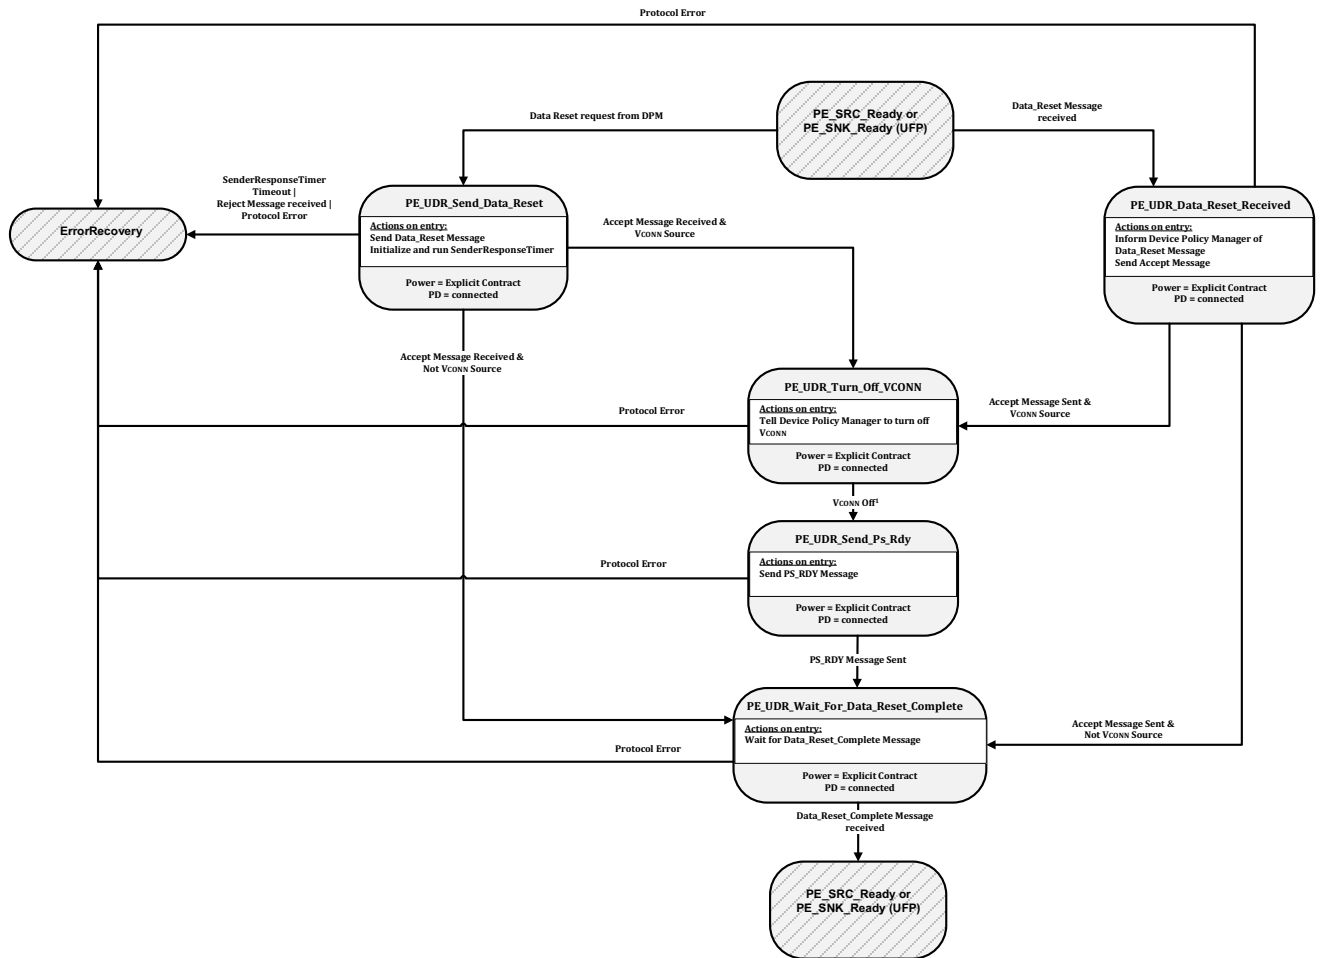 Protocol Error
PE_SRC_Ready or
PE_SNK_Ready (UFP)
Data Reset request from DPM
Data_Reset Message
received
SenderResponseTimer
Timeout |
Reject Message received |
Protocol Error
ErrorRecovery
PE_UDR_Send_Data_Reset
Actions on entry:
Send Data_Reset Message
Initialize and run SenderResponseTimer
Power = Explicit Contract
PD = connected
Accept Message Received &
VCONN Source
PE_UDR_Data_Reset_Received
Actions on entry:
Inform Device Policy Manager of
Data_Reset Message
Send Accept Message
Power = Explicit Contract
PD = connected
Accept Message Received &
Not VCONN Source
PE_UDR_Turn_Off_VCONN
Actions on entry:
Tell Device Policy Manager to turn off
VCONN
Power = Explicit Contract
PD = connected
Protocol Error
Accept Message Sent &
VCONN Source
VCONN Off¹
PE_UDR_Send_Ps_Rdy
Actions on entry:
Send PS_RDY Message
Power = Explicit Contract
PD = connected
Protocol Error
PS_RDY Message Sent
PE_UDR_Wait_For_Data_Reset_Complete
Actions on entry:
Wait for Data_Reset_Complete Message
Power = Explicit Contract
PD = connected
Protocol Error
Accept Message Sent &
Not VCONN Source
Data_Reset_Complete Message
received
PE_SRC_Ready or
PE_SNK_Ready (UFP)